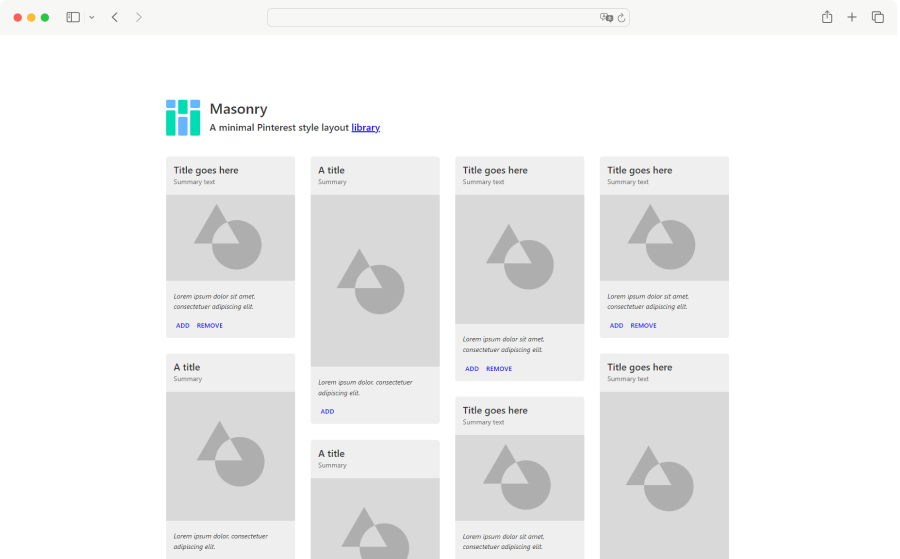 Masonry
A minimal Pinterest style layout library
Title goes here
Summary text
Lorem ipsum dolor sit amet,
consectetuer adipiscing elit.
ADD REMOVE
A title
Summary
Lorem ipsum dolor, consectetuer
adipiscing elit.
A title
Summary
Lorem ipsum dolor, consectetuer
adipiscing elit.
ADD
A title
Summary
Title goes here
Summary text
Lorem ipsum dolor sit amet,
consectetuer adipiscing elit.
ADD REMOVE
Title goes here
Summary text
Lorem ipsum dolor sit amet,
consectetuer adipiscing elit.
Title goes here
Summary text
Lorem ipsum dolor sit amet,
consectetuer adipiscing elit.
ADD REMOVE
Title goes here
Summary text